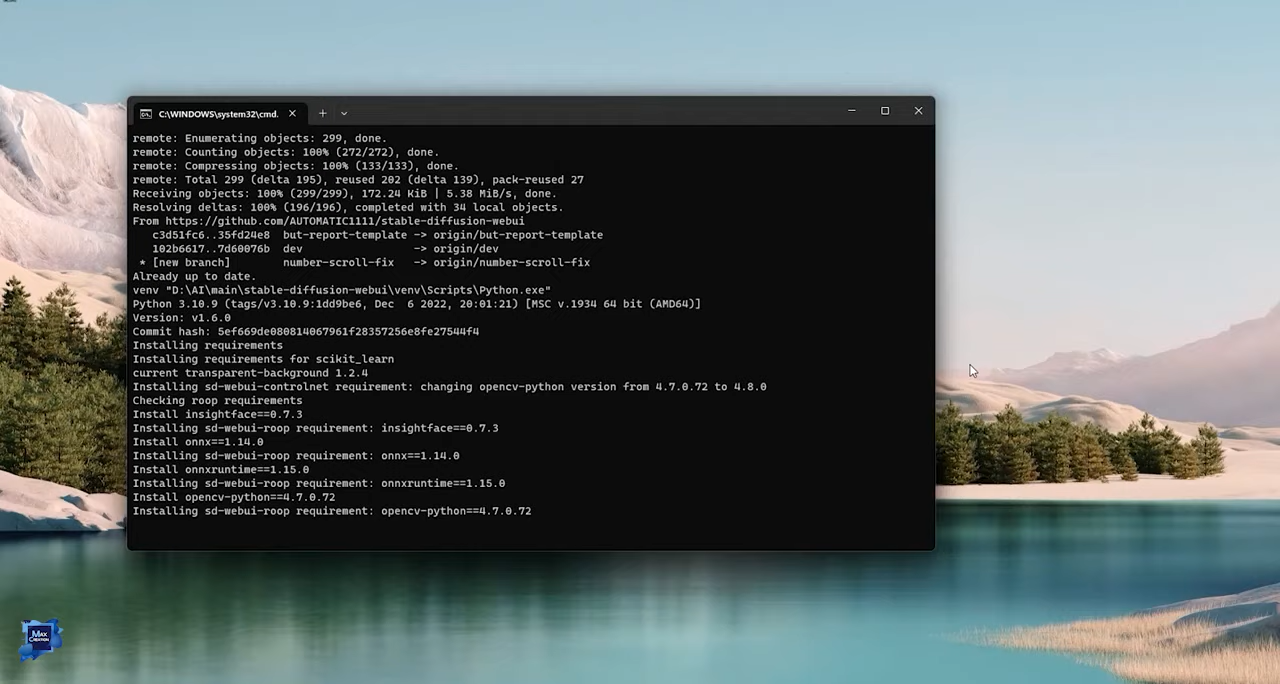 C:\WINDOWS\system32\cmd.
remote: Enumerating objects: 299, done.
remote: Counting objects: 100% (272/272), done.
remote: Compressing objects: 100% (133/133), done.
remote: Total 299 (delta 195), reused 202 (delta 139), pack-reused 27
Receiving objects: 100% (299/299), 172.24 KiB | 5.38 MiB/s, done.
Resolving deltas: 100% (196/196), completed with 34 local objects.
From https://github.com/AUTOMATIC1111/stable-diffusion-webui
   c3d51fc6..35fd24e8  but-report-template -> origin/but-report-template
   102b6617..7d60076b  dev                 -> origin/dev
 * [new branch]        number-scroll-fix   -> origin/number-scroll-fix
Already up to date.
venv "D:\AI\main\stable-diffusion-webui\venv\Scripts\Python.exe"
Python 3.10.9 (tags/v3.10.9:1dd9be6, Dec  6 2022, 20:01:21) [MSC v.1934 64 bit (AMD64)]
Version: v1.6.0
Commit hash: 5ef669de080814067961f28357256e8fe27544f4
Installing requirements
Installing requirements for scikit_learn
current transparent-background 1.2.4
Installing sd-webui-controlnet requirement: changing opencv-python version from 4.7.0.72 to 4.8.0
Checking roop requirements
Install insightface==0.7.3
Installing sd-webui-roop requirement: insightface==0.7.3
Install onnx==1.14.0
Installing sd-webui-roop requirement: onnx==1.14.0
Install onnxruntime==1.15.0
Installing sd-webui-roop requirement: onnxruntime==1.15.0
Install opencv-python==4.7.0.72
Installing sd-webui-roop requirement: opencv-python==4.7.0.72
MAX
CREATION